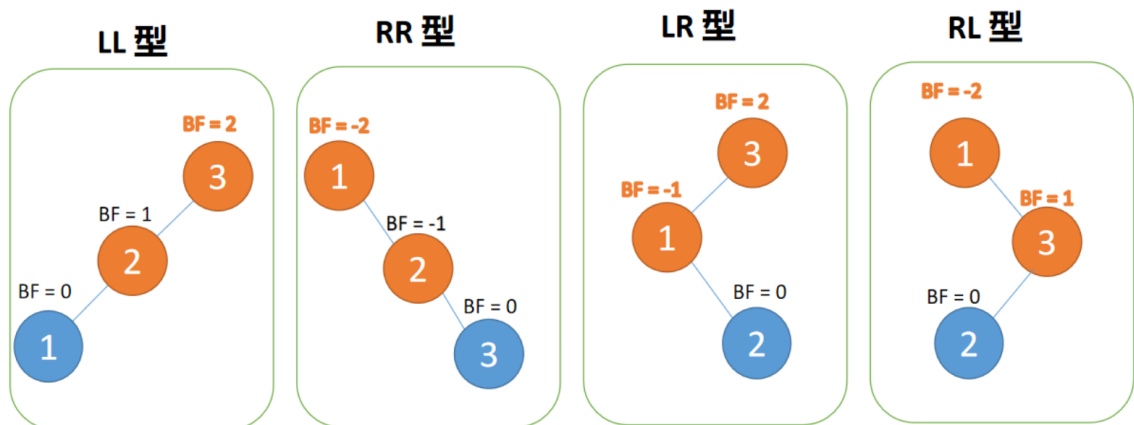 LL 型
BF = 2
3
BF = 1
2
BF = 0
1
RR 型
BF = -2
1
BF = -1
2
BF = 0
3
LR 型
BF = 2
3
BF = -1
1
BF = 0
2
RL 型
BF = -2
1
BF = 1
3
BF = 0
2